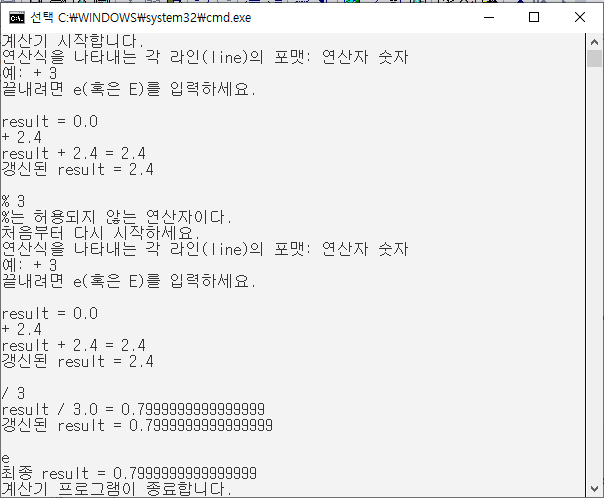 선택 C:\WINDOWS\system32\cmd.exe
계산기 시작합니다.
연산식을 나타내는 각 라인(line)의 포맷: 연산자 숫자
예: + 3
끝내려면 e(혹은 E)를 입력하세요.
result = 0.0
+ 2.4
result + 2.4 = 2.4
갱신된 result = 2.4
% 3
%는 허용되지 않는 연산자이다.
처음부터 다시 시작하세요.
연산식을 나타내는 각 라인(line)의 포맷: 연산자 숫자
예: + 3
끝내려면 e(혹은 E)를 입력하세요.
result = 0.0
+ 2.4
result + 2.4 = 2.4
갱신된 result = 2.4
/ 3
result / 3.0 = 0.7999999999999999
갱신된 result = 0.7999999999999999
e
최종 result = 0.7999999999999999
계산기 프로그램이 종료합니다.